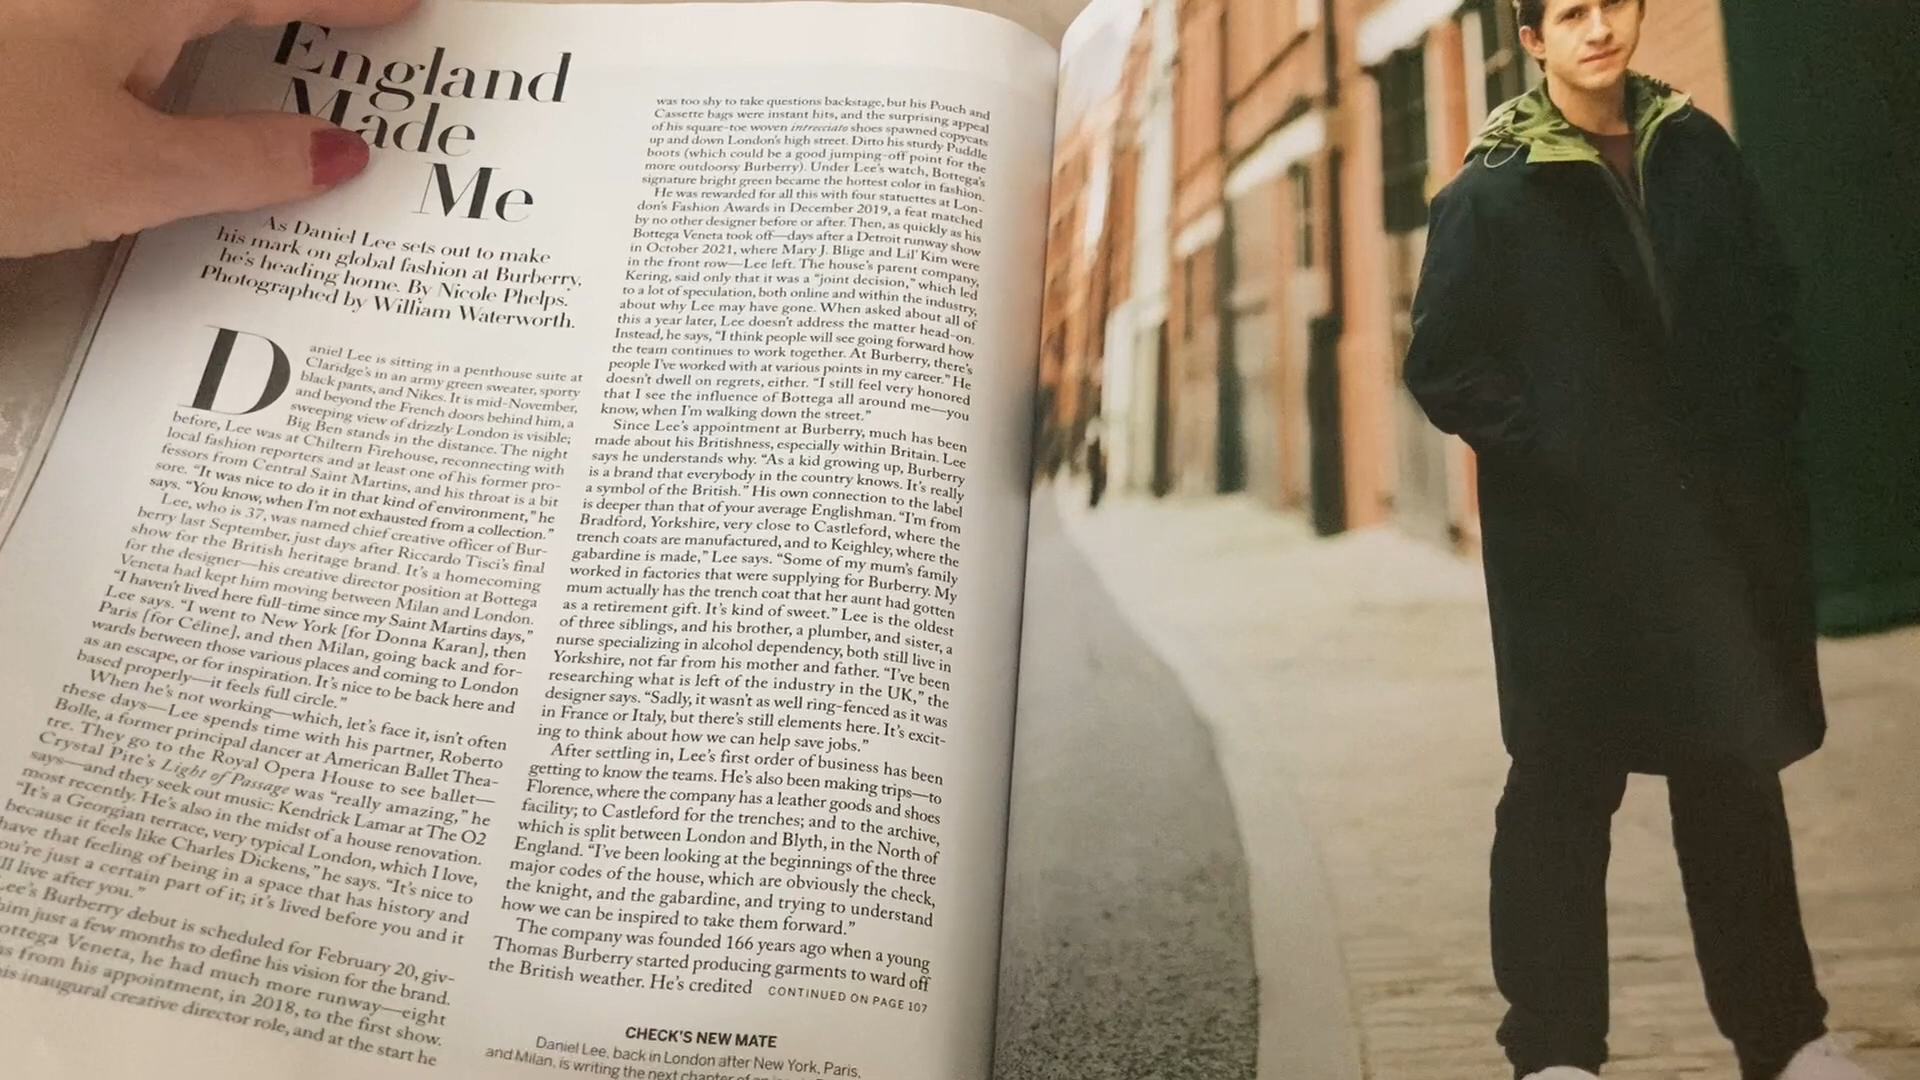 England
Made
Me
As Daniel Lee sets out to make
his mark on global fashion at Burberry,
he's heading home. By Nicole Phelps.
Photographed by William Waterworth.
Daniel Lee is sitting in a penthouse suite at
Claridge's in an army green sweater, sporty
black pants, and Nikes. It is mid-November,
and beyond the French doors behind him, a
sweeping view of drizzly London is visible;
Big Ben stands in the distance. The night
before, Lee was at Chiltern Firehouse, reconnecting with
local fashion reporters and at least one of his former pro-
fessors from Central Saint Martins, and his throat is a bit
sore. “It was nice to do it in that kind of environment,” he
says. “You know, when I'm not exhausted from a collection.”
Lee, who is 37, was named chief creative officer of Bur-
berry last September, just days after Riccardo Tisci's final
show for the British heritage brand. It's a homecoming
for the designer—his creative director position at Bottega
Veneta had kept him moving between Milan and London.
“I haven't lived here full-time since my Saint Martins days,”
Lee says. “I went to New York [for Donna Karan], then
Paris [for Céline], and then Milan, going back and for-
wards between those various places and coming to London
as an escape, or for inspiration. It's nice to be back here and
based properly—it feels full circle.”
When he's not working—which, let's face it, isn't often
these days—Lee spends time with his partner, Roberto
Bolle, a former principal dancer at American Ballet Thea-
tre. They go to the Royal Opera House to see ballet—
Crystal Pite's Light of Passage was “really amazing,” he
says—and they seek out music: Kendrick Lamar at The O2
most recently. He's also in the midst of a house renovation.
“It's a Georgian terrace, very typical London, which I love,
because it feels like Charles Dickens,” he says. “It's nice to
have that feeling of being in a space that has history and
you're just a certain part of it; it's lived before you and it
ll live after you.”
Lee's Burberry debut is scheduled for February 20, giv-
him just a few months to define his vision for the brand.
ottega Veneta, he had much more runway—eight
s from his appointment, in 2018, to the first show.
is inaugural creative director role, and at the start he
was too shy to take questions backstage, but his Pouch and
Cassette bags were instant hits, and the surprising appeal
of his square-toe woven intrecciato shoes spawned copycats
up and down London's high street. Ditto his sturdy Puddle
boots (which could be a good jumping-off point for the
more outdoorsy Burberry). Under Lee's watch, Bottega's
signature bright green became the hottest color in fashion.
He was rewarded for all this with four statuettes at Lon-
don's Fashion Awards in December 2019, a feat matched
by no other designer before or after. Then, as quickly as his
Bottega Veneta took off—days after a Detroit runway show
in October 2021, where Mary J. Blige and Lil' Kim were
in the front row—Lee left. The house's parent company,
Kering, said only that it was a “joint decision,” which led
to a lot of speculation, both online and within the industry,
about why Lee may have gone. When asked about all of
this a year later, Lee doesn't address the matter head-on.
Instead, he says, “I think people will see going forward how
the team continues to work together. At Burberry, there's
people I've worked with at various points in my career.” He
doesn't dwell on regrets, either. “I still feel very honored
that I see the influence of Bottega all around me—you
know, when I'm walking down the street.”
Since Lee's appointment at Burberry, much has been
made about his Britishness, especially within Britain. Lee
says he understands why. “As a kid growing up, Burberry
is a brand that everybody in the country knows. It's really
a symbol of the British.” His own connection to the label
is deeper than that of your average Englishman. “I'm from
Bradford, Yorkshire, very close to Castleford, where the
trench coats are manufactured, and to Keighley, where the
gabardine is made,” Lee says. “Some of my mum's family
worked in factories that were supplying for Burberry. My
mum actually has the trench coat that her aunt had gotten
as a retirement gift. It's kind of sweet.” Lee is the oldest
of three siblings, and his brother, a plumber, and sister, a
nurse specializing in alcohol dependency, both still live in
Yorkshire, not far from his mother and father. “I've been
researching what is left of the industry in the UK,” the
designer says. “Sadly, it wasn't as well ring-fenced as it was
in France or Italy, but there's still elements here. It's excit-
ing to think about how we can help save jobs.”
After settling in, Lee's first order of business has been
getting to know the teams. He's also been making trips—to
Florence, where the company has a leather goods and shoes
facility; to Castleford for the trenches; and to the archive,
which is split between London and Blyth, in the North of
England. “I've been looking at the beginnings of the three
major codes of the house, which are obviously the check,
the knight, and the gabardine, and trying to understand
how we can be inspired to take them forward.”
The company was founded 166 years ago when a young
Thomas Burberry started producing garments to ward off
the British weather. He's credited CONTINUED ON PAGE 107
CHECK'S NEW MATE
Daniel Lee, back in London after New York, Paris,
and Milan, is writing the next chapter of